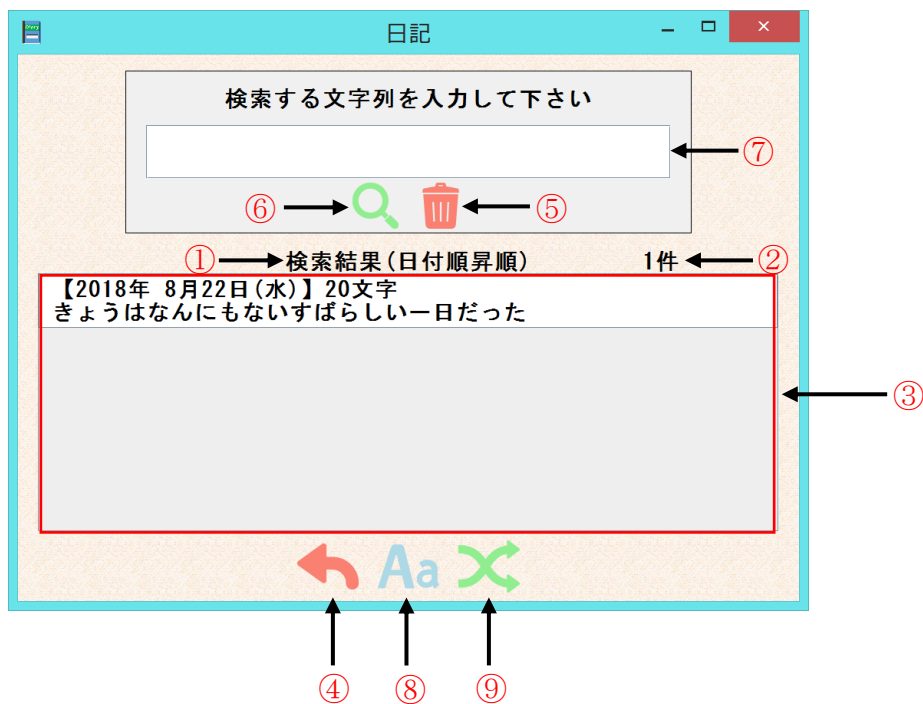 Diary
日記
検索する文字列を入力して下さい
⑦
⑥
⑤
①
検索結果(日付順昇順)
1件
②
【2018年 8月22日(水)】20文字
きょうはなんにもないすばらしい一日だった
③
Aa
④
⑧
⑨